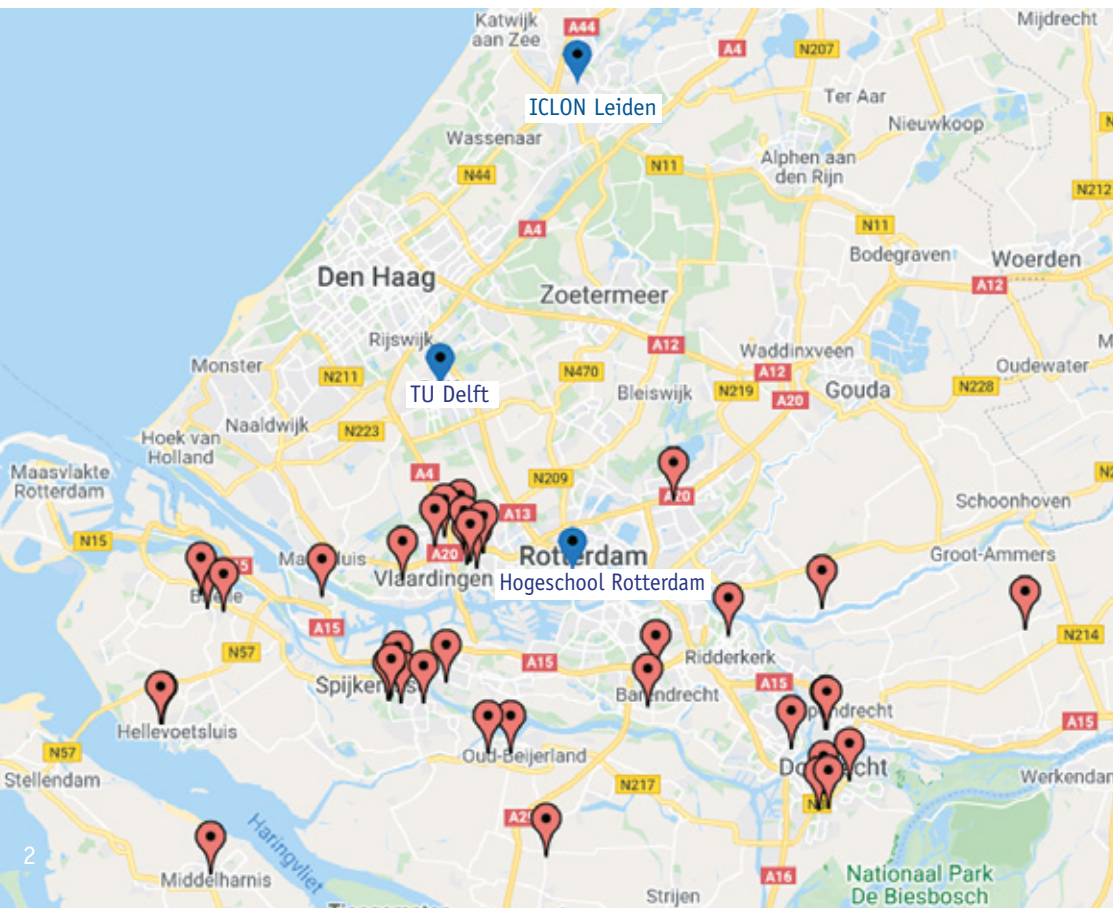 Katwijk
aan Zee
A44
Mijdrecht
A4
N207
ICLON Leiden
Ter Aar
Nieuwkoop
Wassenaar
N11
Alphen aan
den Rijn
N44
N212
A4
N11
Bodegraven
Woerden
Den Haag
A12
Zoetermeer
Rijswijk
A12
Waddinxveen
Monster
N211
N470
A12
Oudewater
TU Delft
Bleiswijk
N219
A20
Gouda
N228
Naaldwijk
N223
Hoek van
Holland
A4
Maasvlakte
Rotterdam
N209
A20
Schoonhoven
A13
N15
A20
Rotterdam
Groot-Ammers
Vlaardingen
Hogeschool Rotterdam
A15
N214
N57
A15
Ridderkerk
Barendrecht
A15
Hellevoetsluis
A15
N57
Oud-Beijerland
Stellendam
N217
Werkendam
2
Haringvliet
Middelharnis
A16
Nationaal Park
De Biesbosch
Strijen